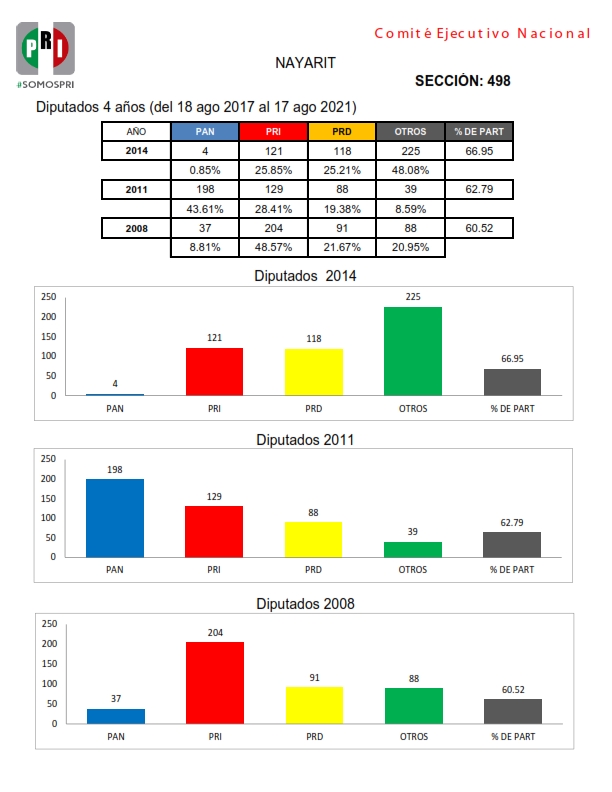 PRI
#SOMOSPRI
Comité Ejecutivo Nacional
NAYARIT
SECCIÓN: 498
Diputados 4 años (del 18 ago 2017 al 17 ago 2021)
AÑO PAN PRI PRD OTROS % DE PART
2014 4 121 118 225 66.95
0.85% 25.85% 25.21% 48.08%
2011 198 129 88 39 62.79
43.61% 28.41% 19.38% 8.59%
2008 37 204 91 88 60.52
8.81% 48.57% 21.67% 20.95%
Diputados 2014
250
200
150
100
50
0
4 121 118 225 66.95
PAN PRI PRD OTROS % DE PART
Diputados 2011
250
200
150
100
50
0
198 129 88 39 62.79
PAN PRI PRD OTROS % DE PART
Diputados 2008
250
200
150
100
50
0
37 204 91 88 60.52
PAN PRI PRD OTROS % DE PART